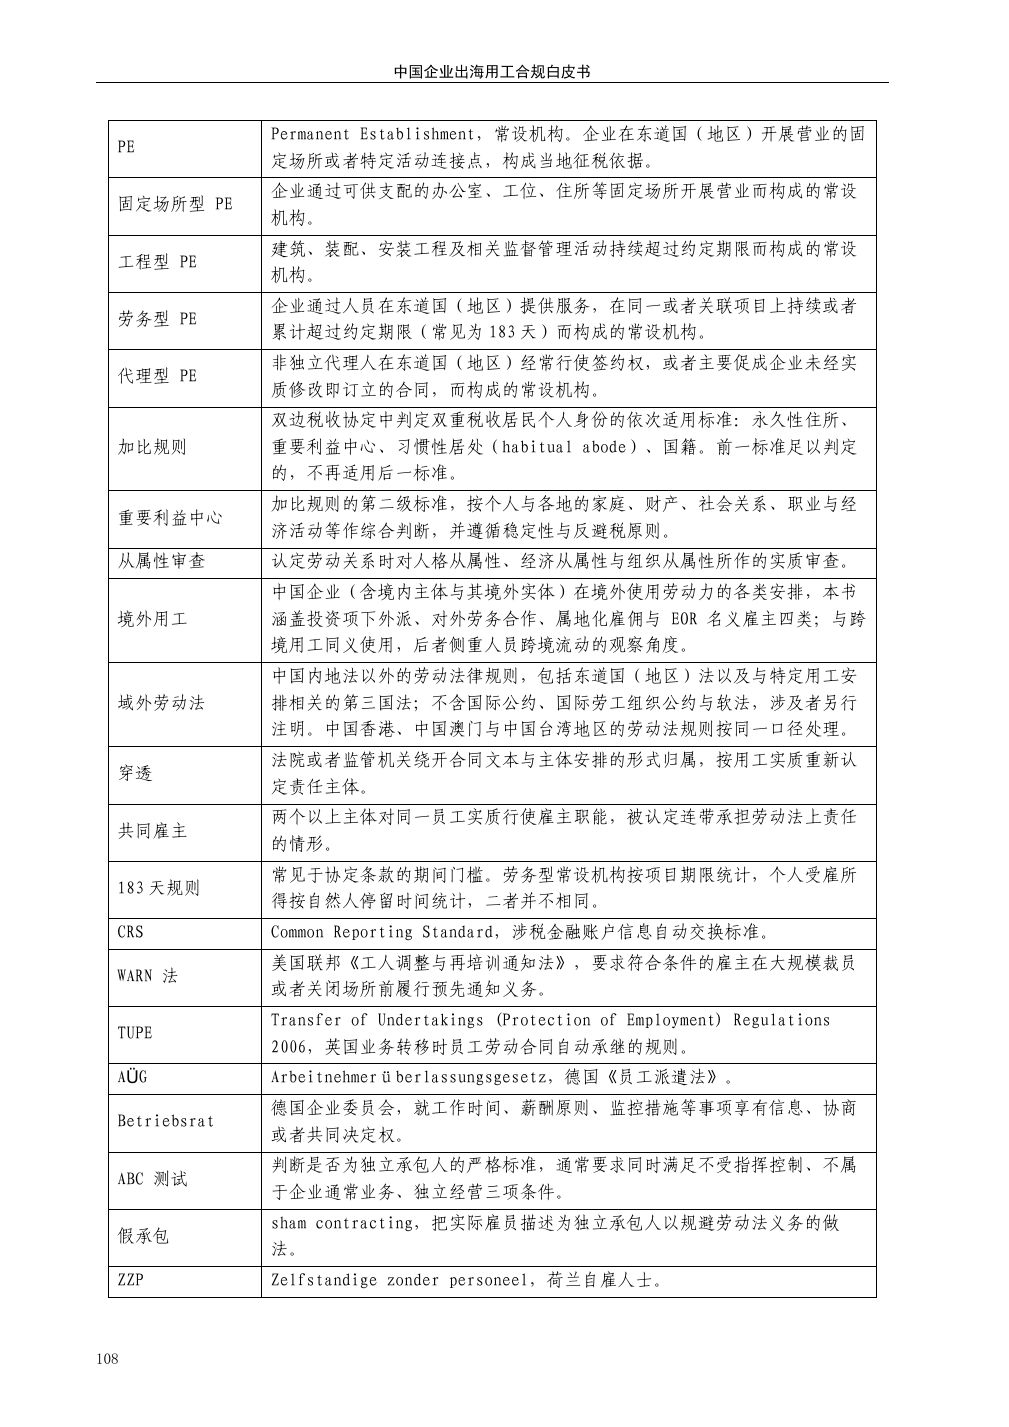 中国企业出海用工合规白皮书
PE
Permanent Establishment，常设机构。企业在东道国（地区）开展营业的固
定场所或者特定活动连接点，构成当地征税依据。
固定场所型 PE
企业通过可供支配的办公室、工位、住所等固定场所开展营业而构成的常设
机构。
工程型 PE
建筑、装配、安装工程及相关监督管理活动持续超过约定期限而构成的常设
机构。
劳务型 PE
企业通过人员在东道国（地区）提供服务，在同一或者关联项目上持续或者
累计超过约定期限（常见为 183 天）而构成的常设机构。
代理型 PE
非独立代理人在东道国（地区）经常行使签约权，或者主要促成企业未经实
质修改即订立的合同，而构成的常设机构。
加比规则
双边税收协定中判定双重税收居民个人身份的依次适用标准：永久性住所、
重要利益中心、习惯性居处（habitual abode）、国籍。前一标准足以判定
的，不再适用后一标准。
重要利益中心
加比规则的第二级标准，按个人与各地的家庭、财产、社会关系、职业与经
济活动等作综合判断，并遵循稳定性与反避税原则。
从属性审查
认定劳动关系时对人格从属性、经济从属性与组织从属性所作的实质审查。
境外用工
中国企业（含境内主体与其境外实体）在境外使用劳动力的各类安排，本书
涵盖投资项下外派、对外劳务合作、属地化雇佣与 EOR 名义雇主四类；与跨
境用工同义使用，后者侧重人员跨境流动的观察角度。
域外劳动法
中国内地法以外的劳动法律规则，包括东道国（地区）法以及与特定用工安
排相关的第三国法；不含国际公约、国际劳工组织公约与软法，涉及者另行
注明。中国香港、中国澳门与中国台湾地区的劳动法规则按同一口径处理。
穿透
法院或者监管机关绕开合同文本与主体安排的形式归属，按用工实质重新认
定责任主体。
共同雇主
两个以上主体对同一员工实质行使雇主职能，被认定连带承担劳动法上责任
的情形。
183 天规则
常见于协定条款的期间门槛。劳务型常设机构按项目期限统计，个人受雇所
得按自然人停留时间统计，二者并不相同。
CRS
Common Reporting Standard，涉税金融账户信息自动交换标准。
WARN 法
美国联邦《工人调整与再培训通知法》，要求符合条件的雇主在大规模裁员
或者关闭场所前履行预先通知义务。
TUPE
Transfer of Undertakings (Protection of Employment) Regulations
2006，英国业务转移时员工劳动合同自动承继的规则。
AÜG
Arbeitnehmerüberlassungsgesetz，德国《员工派遣法》。
Betriebsrat
德国企业委员会，就工作时间、薪酬原则、监控措施等事项享有信息、协商
或者共同决定权。
ABC 测试
判断是否为独立承包人的严格标准，通常要求同时满足不受指挥控制、不属
于企业通常业务、独立经营三项条件。
假承包
sham contracting，把实际雇员描述为独立承包人以规避劳动法义务的做
法。
ZZP
Zelfstandige zonder personeel，荷兰自雇人士。
108